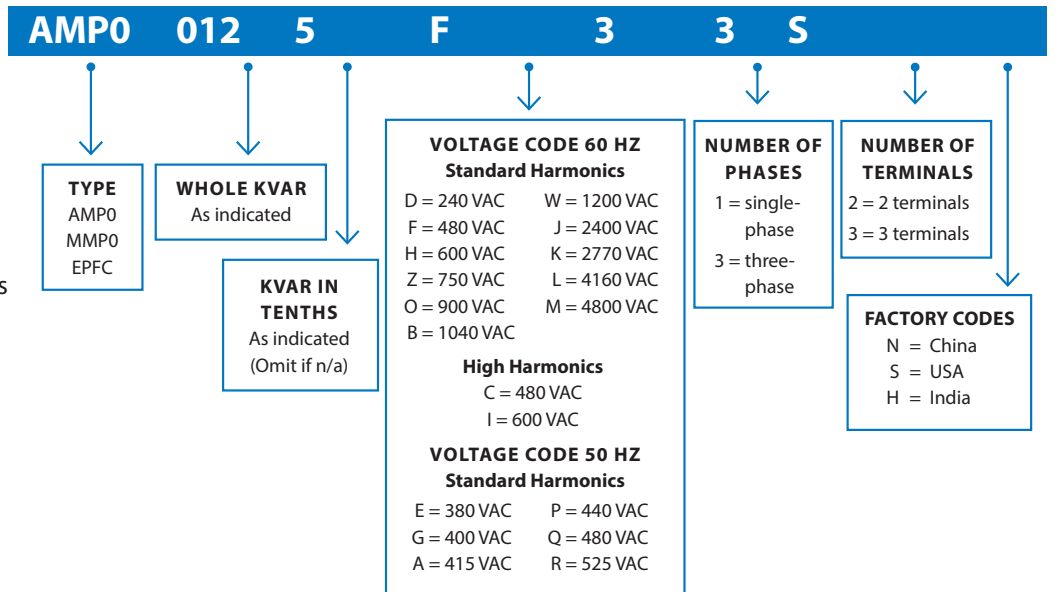 AMP0 012 5 F 3 3 S
TYPE
AMP0
MMP0
EPFC
S
WHOLE KVAR
As indicated
KVAR IN
TENTHS
As indicated
(Omit if n/a)
VOLTAGE CODE 60 HZ
Standard Harmonics
D = 240 VAC W = 1200 VAC
F = 480 VAC J = 2400 VAC
H = 600 VAC K = 2770 VAC
Z = 750 VAC L = 4160 VAC
O = 900 VAC M = 4800 VAC
B = 1040 VAC
High Harmonics
C = 480 VAC
I = 600 VAC
VOLTAGE CODE 50 HZ
Standard Harmonics
E = 380 VAC P = 440 VAC
G = 400 VAC Q = 480 VAC
A = 415 VAC R = 525 VAC
NUMBER OF
PHASES
1 = single-
phase
3 = three-
phase
NUMBER OF
TERMINALS
2 = 2 terminals
3 = 3 terminals
FACTORY CODES
N = China
S = USA
H = India